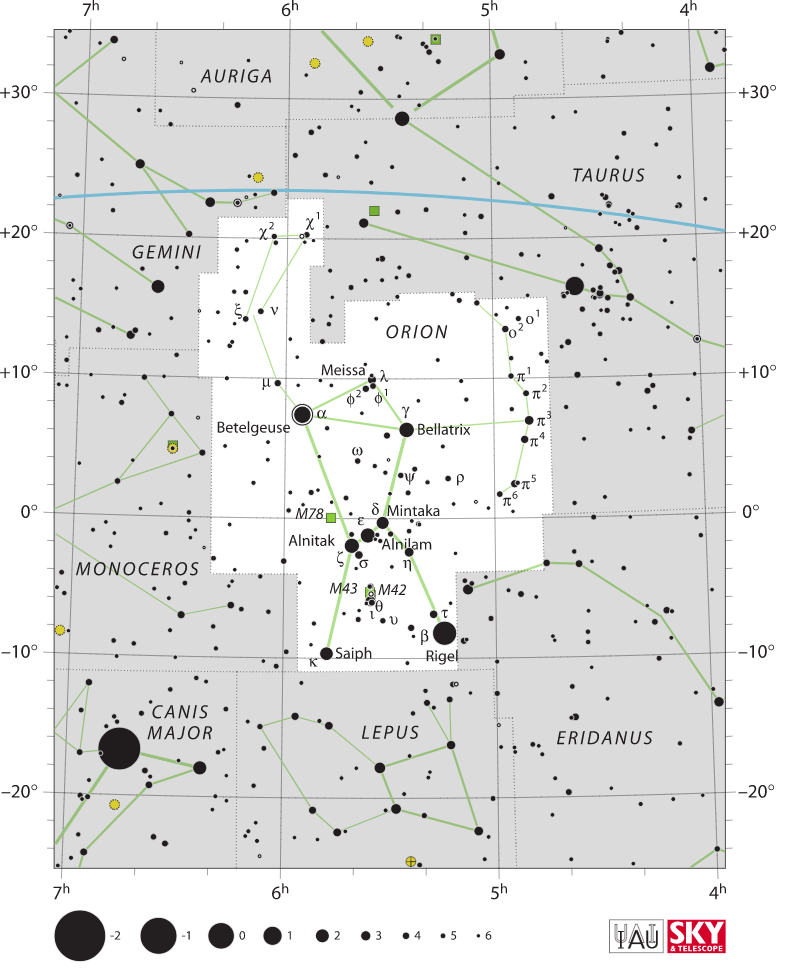 7h 6h 5h 4h
+30° AURIGA +30°
TAURUS
+20° χ² χ¹ +20°
GEMINI
ξ ν
ORION ο² ο¹
+10° Meissa λ π¹ +10°
μ φ² φ¹ π²
Betelgeuse α γ Bellatrix π³
π⁴
ω
ψ ρ π⁵
π⁶
0° M78 δ Mintaka 0°
Alnitak ε Alnilam
ζ σ η
MONOCEROS
M43 M42
θ
ι υ τ
β
−10° κ Saiph Rigel −10°
CANIS
MAJOR LEPUS ERIDANUS
−20° −20°
7h 6h 5h 4h
-2 -1 0 1 2 3 4 5 6
IAU
UAI
SKY
& TELESCOPE